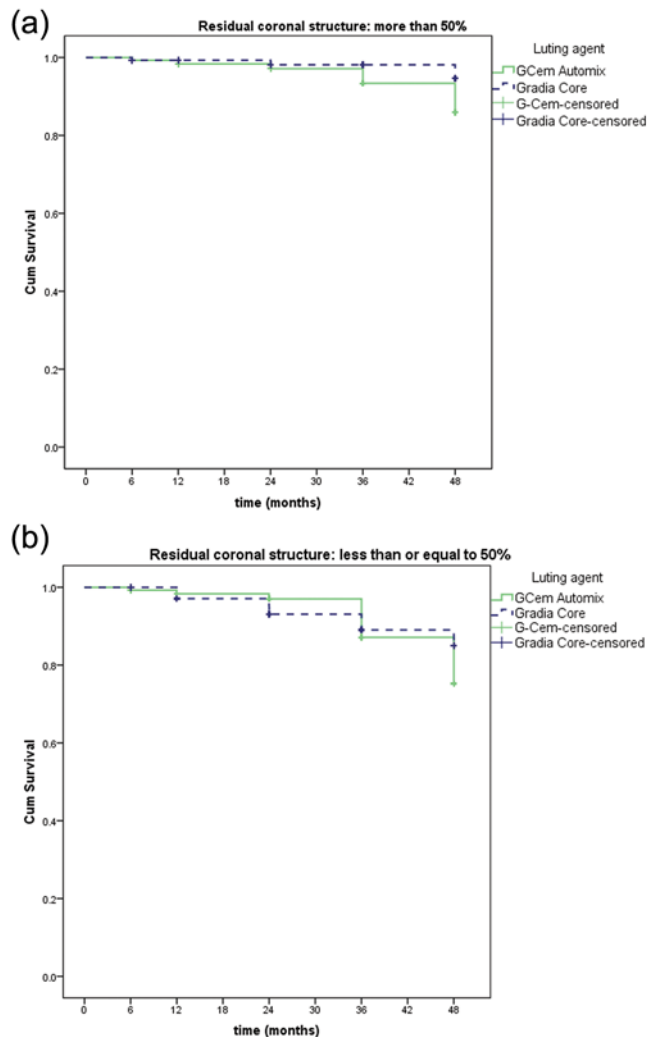 (a)
Residual coronal structure: more than 50%
Luting agent
GCem Automix
Gradia Core
G-Cem-censored
Gradia Core-censored
1.0
0.8
0.6
0.4
0.2
0.0
Cum Survival
0 6 12 18 24 30 36 42 48
time (months)
(b)
Residual coronal structure: less than or equal to 50%
Luting agent
GCem Automix
Gradia Core
G-Cem-censored
Gradia Core-censored
1.0
0.8
0.6
0.4
0.2
0.0
Cum Survival
0 6 12 18 24 30 36 42 48
time (months)